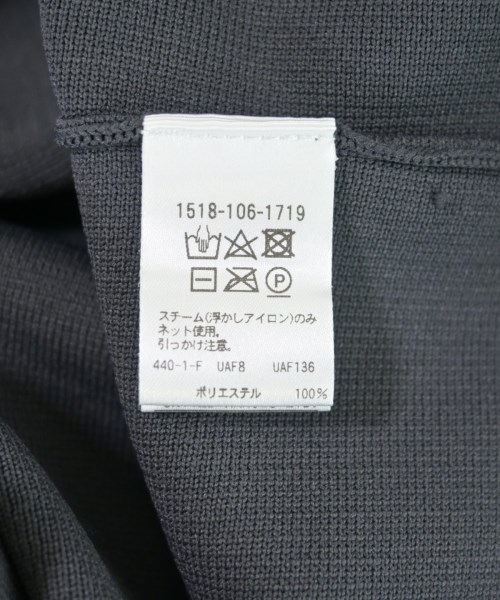 1518-106-1719
P
スチーム(浮かしアイロン)のみ
ネット使用。
引っかけ注意。
440-1-F UAF8 UAF136
ポリエステル 100%